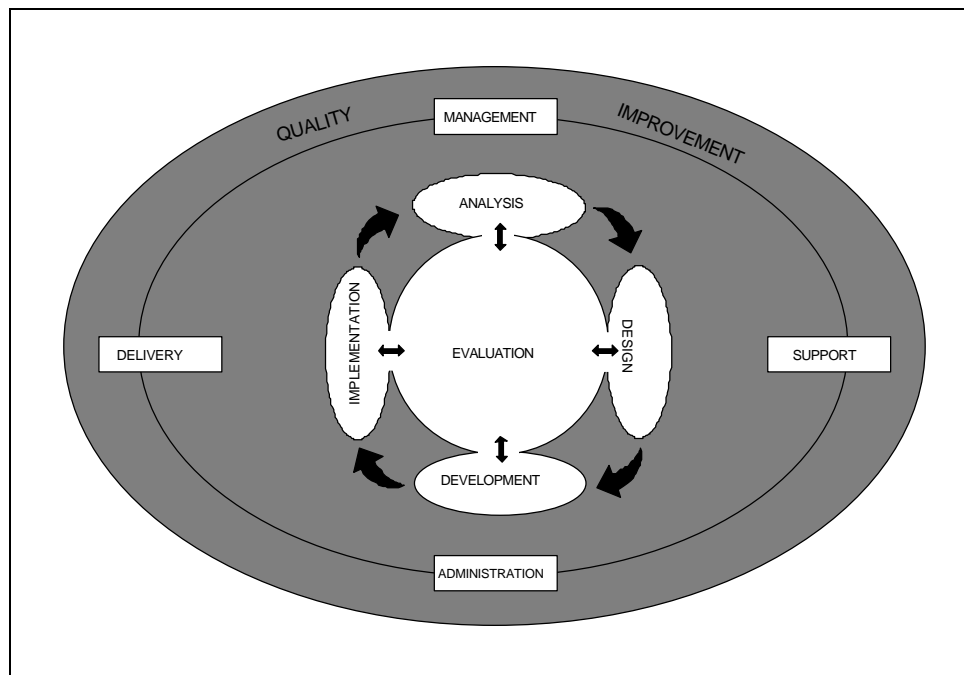 QUALITY
IMPROVEMENT
MANAGEMENT
ANALYSIS
IMPLEMENTATION
DESIGN
DELIVERY
EVALUATION
SUPPORT
DEVELOPMENT
ADMINISTRATION